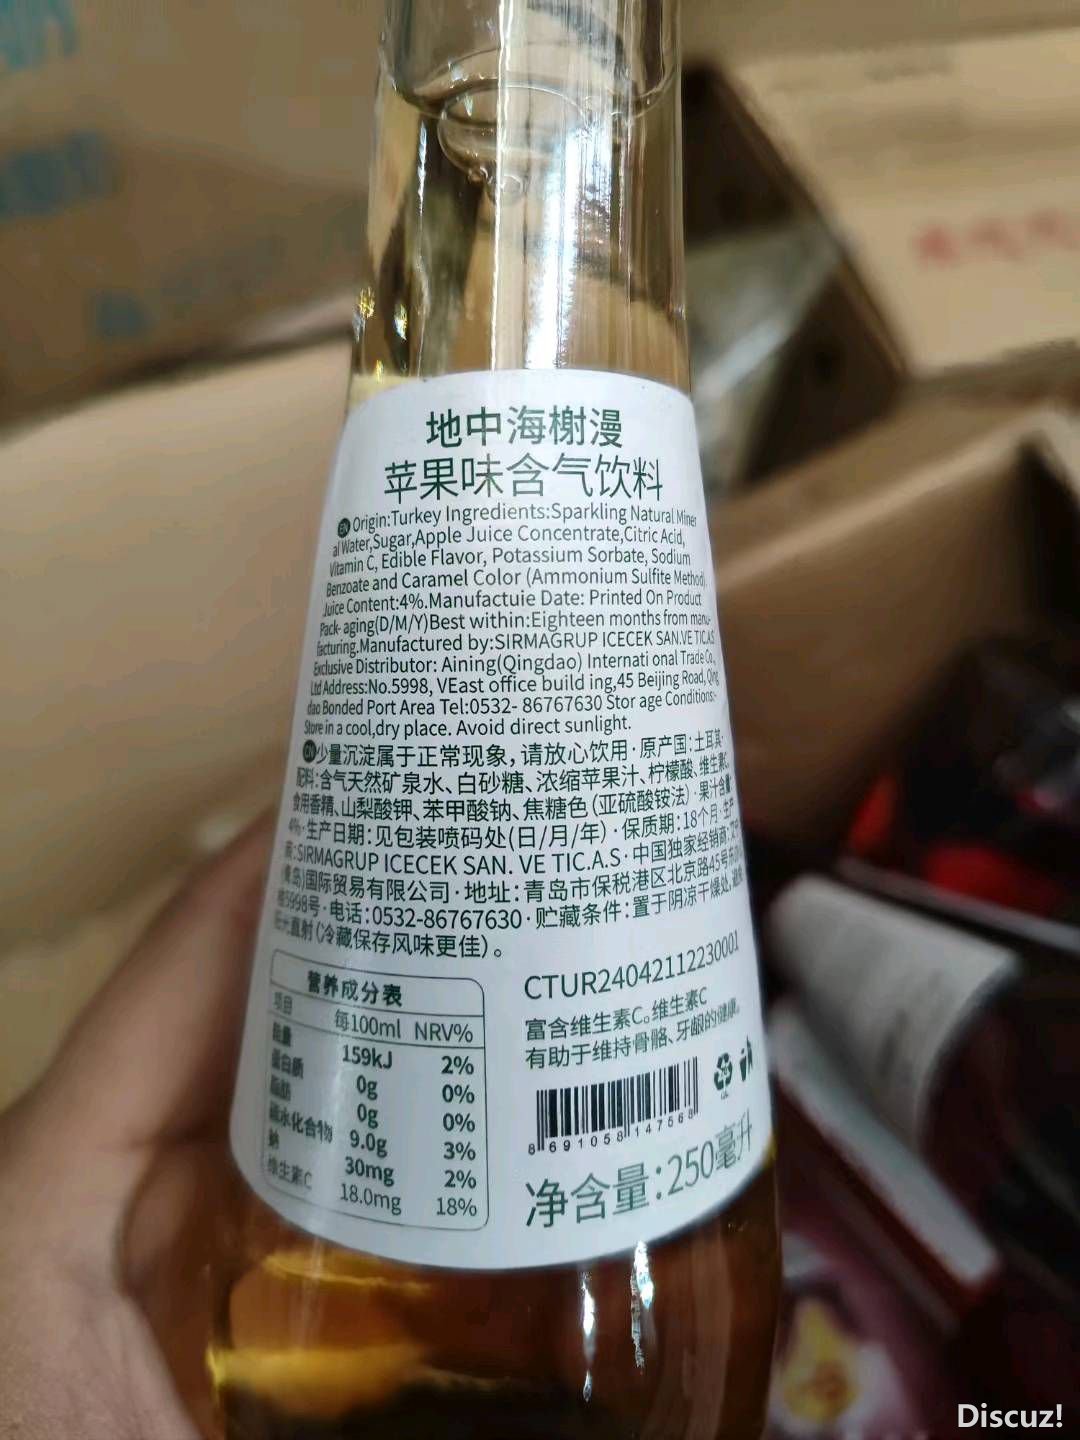 地中海榭漫
苹果味含气饮料
EN Origin:Turkey Ingredients:Sparkling Natural Miner
al Water,Sugar,Apple Juice Concentrate,Citric Acid,
Vitamin C, Edible Flavor, Potassium Sorbate, Sodium
Benzoate and Caramel Color (Ammonium Sulfite Method)
Juice Content:4%.Manufactuie Date: Printed On Product
Pack- aging(D/M/Y)Best within:Eighteen months from manu-
facturing.Manufactured by:SIRMAGRUP ICECEK SAN.VE TIC.A.S
Exclusive Distributor: Aining(Qingdao) Internati onal Trade Co.,
Ltd Address:No.5998, VEast office build ing,45 Beijing Road, Qing
dao Bonded Port Area Tel:0532- 86767630 Stor age Conditions:-
Store in a cool,dry place. Avoid direct sunlight.
CN 少量沉淀属于正常现象，请放心饮用·原产国：土耳其·
配料：含气天然矿泉水、白砂糖、浓缩苹果汁、柠檬酸、维生素C、
食用香精、山梨酸钾、苯甲酸钠、焦糖色（亚硫酸铵法）·果汁含量：
4%·生产日期：见包装喷码处（日/月/年）·保质期：18个月·生产
商：SIRMAGRUP ICECEK SAN. VE TIC.A.S·中国独家经销商：
（青岛）国际贸易有限公司·地址：青岛市保税港区北京路45号东办公
楼5998号·电话：0532-86767630·贮藏条件：置于阴凉干燥处，避免
阳光直射（冷藏保存风味更佳）。
营养成分表
项目 每100ml NRV%
能量 159kJ 2%
蛋白质 0g 0%
脂肪 0g 0%
碳水化合物 9.0g 3%
钠 30mg 2%
维生素C 18.0mg 18%
CTUR24042112230001
富含维生素C。维生素C
有助于维持骨骼、牙龈的健康。
8 691058 147568
净含量：250毫升
Discuz!